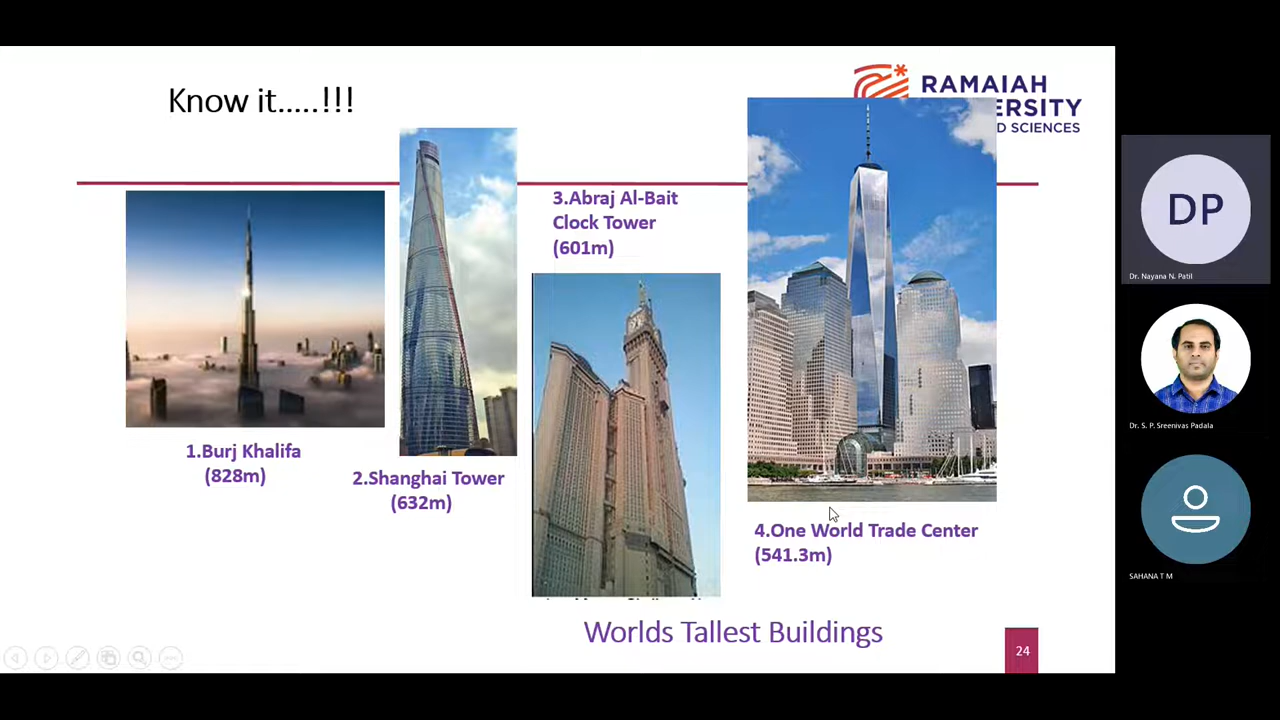 Know it.....!!!
RAMAIAH
ERSITY
D SCIENCES
3.Abraj Al-Bait
Clock Tower
(601m)
1.Burj Khalifa
(828m)
2.Shanghai Tower
(632m)
4.One World Trade Center
(541.3m)
Worlds Tallest Buildings
24
DP
Dr. Nayana N. Patil
Dr. S. P. Sreenivas Padala
SAHANA T M